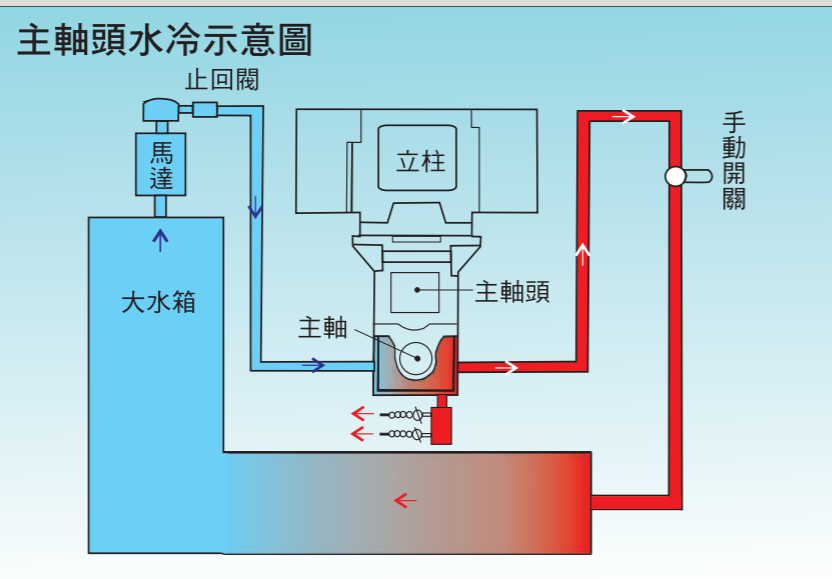 主軸頭水冷示意圖
止回閥
馬達
立柱
手動開關
大水箱
主軸頭
主軸